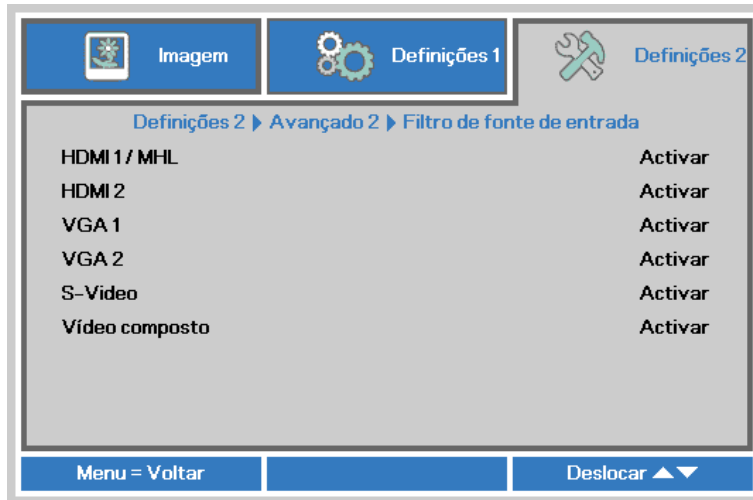 Imagem Definições 1 Definições 2
Definições 2 Avançado 2 Filtro de fonte de entrada
HDMI 1 / MHL Activar
HDMI 2 Activar
VGA 1 Activar
VGA 2 Activar
S-Video Activar
Vídeo composto Activar
Menu = Voltar Deslocar